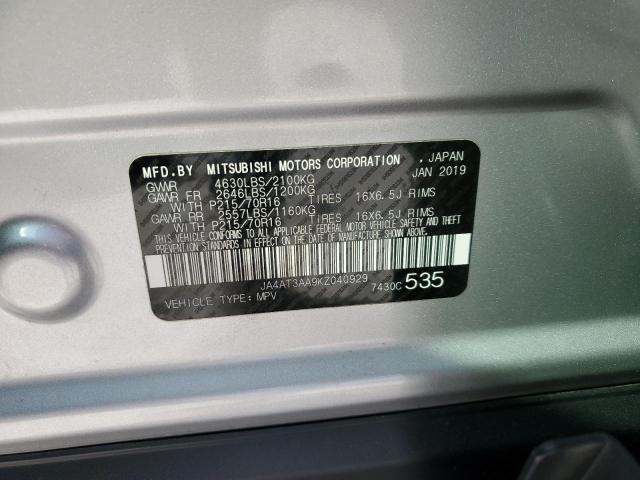 MFD.BY MITSUBISHI MOTORS CORPORATION . JAPAN
GVWR 4630LBS/2100KG JAN 2019
GAWR FR 2646LBS/1200KG
WITH P215/70R16 TIRES 16X6.5J RIMS
GAWR RR 2557LBS/1160KG
WITH P215/70R16 TIRES 16X6.5J RIMS
THIS VEHICLE CONFORMS TO ALL APPLICABLE FEDERAL MOTOR VEHICLE SAFETY, BUMPER, AND THEFT
PREVENTION STANDARDS IN EFFECT ON THE DATE OF MANUFACTURE SHOWN ABOVE.
JA4AT3AA9KZ040929
VEHICLE TYPE: MPV 7430C 535